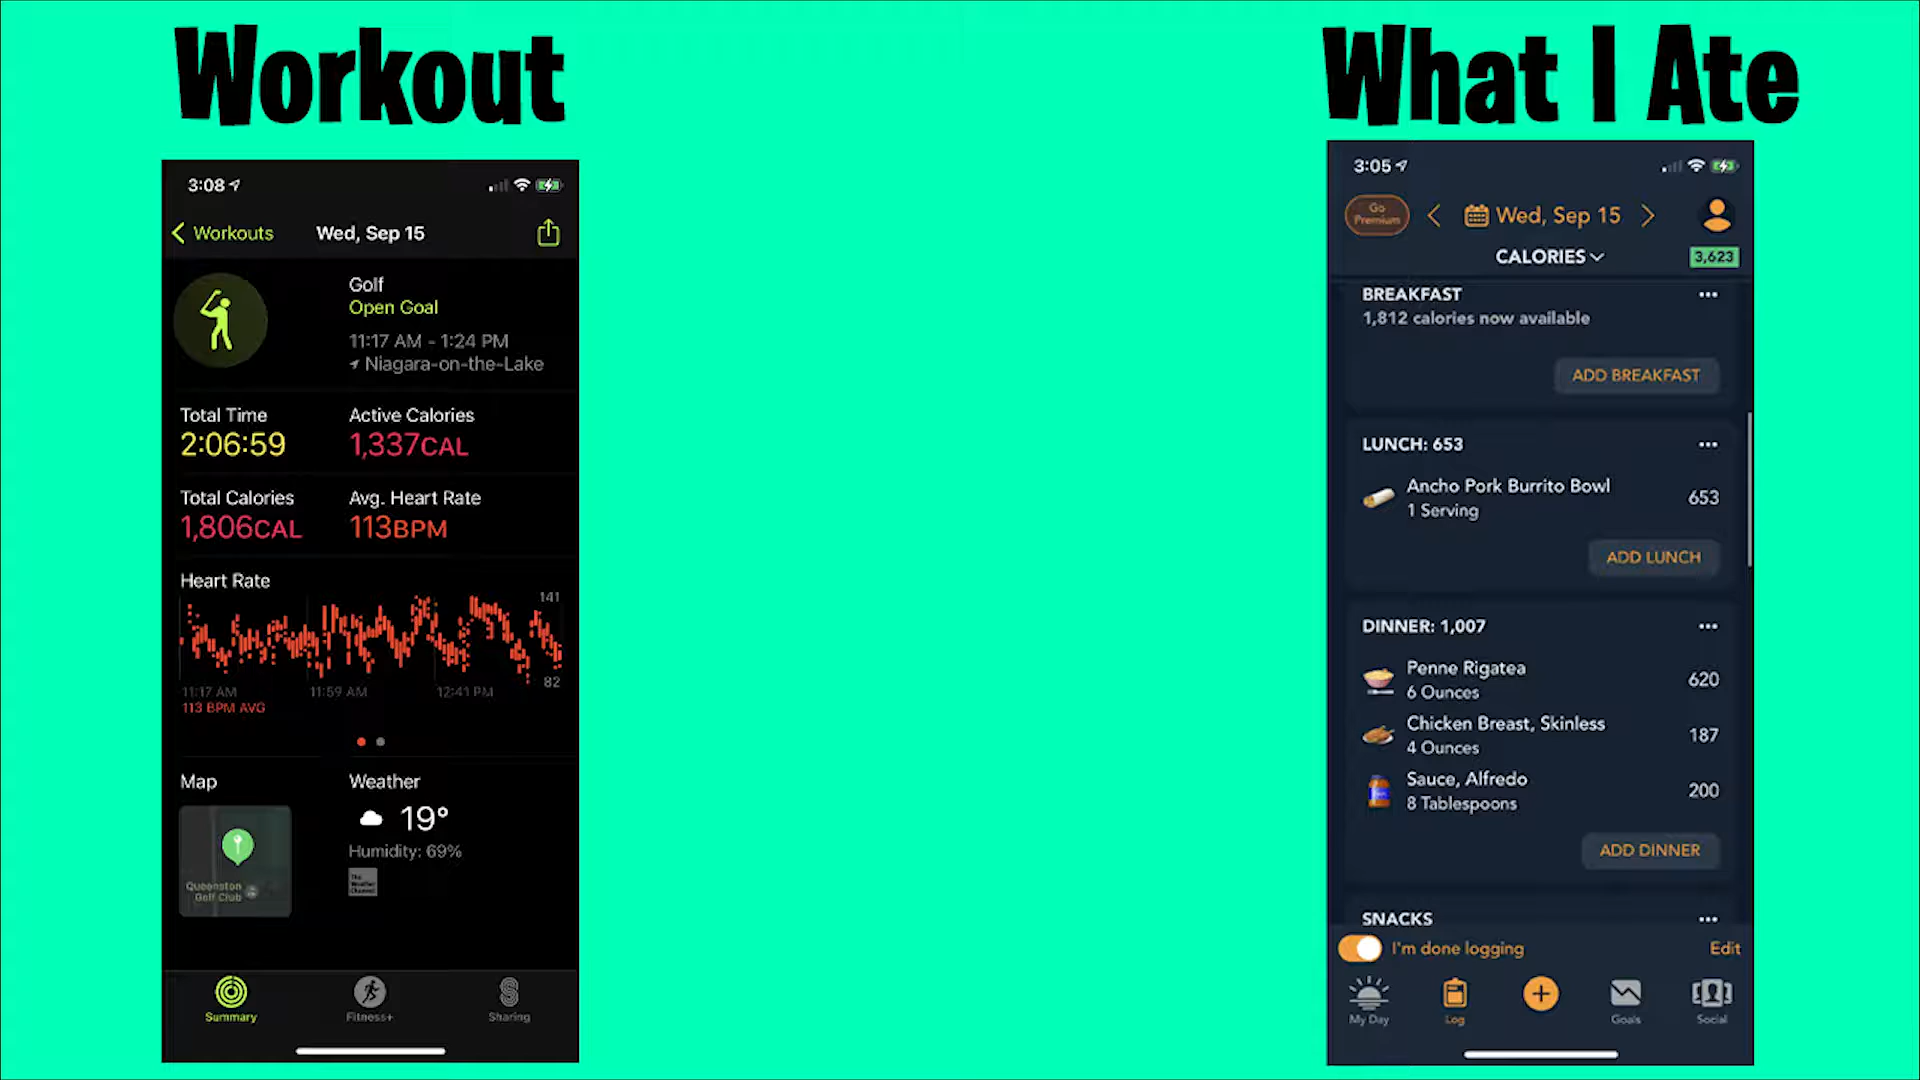 Workout
What I Ate
3:08
Workouts
Wed, Sep 15
Golf
Open Goal
11:17 AM - 1:24 PM
Niagara-on-the-Lake
Total Time
Active Calories
2:06:59
1,337CAL
Total Calories
Avg. Heart Rate
1,806CAL
113BPM
Heart Rate
141
82
11:17 AM
11:59 AM
12:41 PM
113 BPM AVG
Map
Weather
19°
Humidity: 69%
The
Weather
Channel
Queenston
Golf Club
Summary
Fitness+
Sharing
3:05
Go
Premium
Wed, Sep 15
CALORIES
3,623
BREAKFAST
1,812 calories now available
ADD BREAKFAST
LUNCH: 653
Ancho Pork Burrito Bowl
1 Serving
653
ADD LUNCH
DINNER: 1,007
Penne Rigatea
6 Ounces
620
Chicken Breast, Skinless
4 Ounces
187
Sauce, Alfredo
8 Tablespoons
200
ADD DINNER
SNACKS
I'm done logging
Edit
My Day
Log
Goals
Social